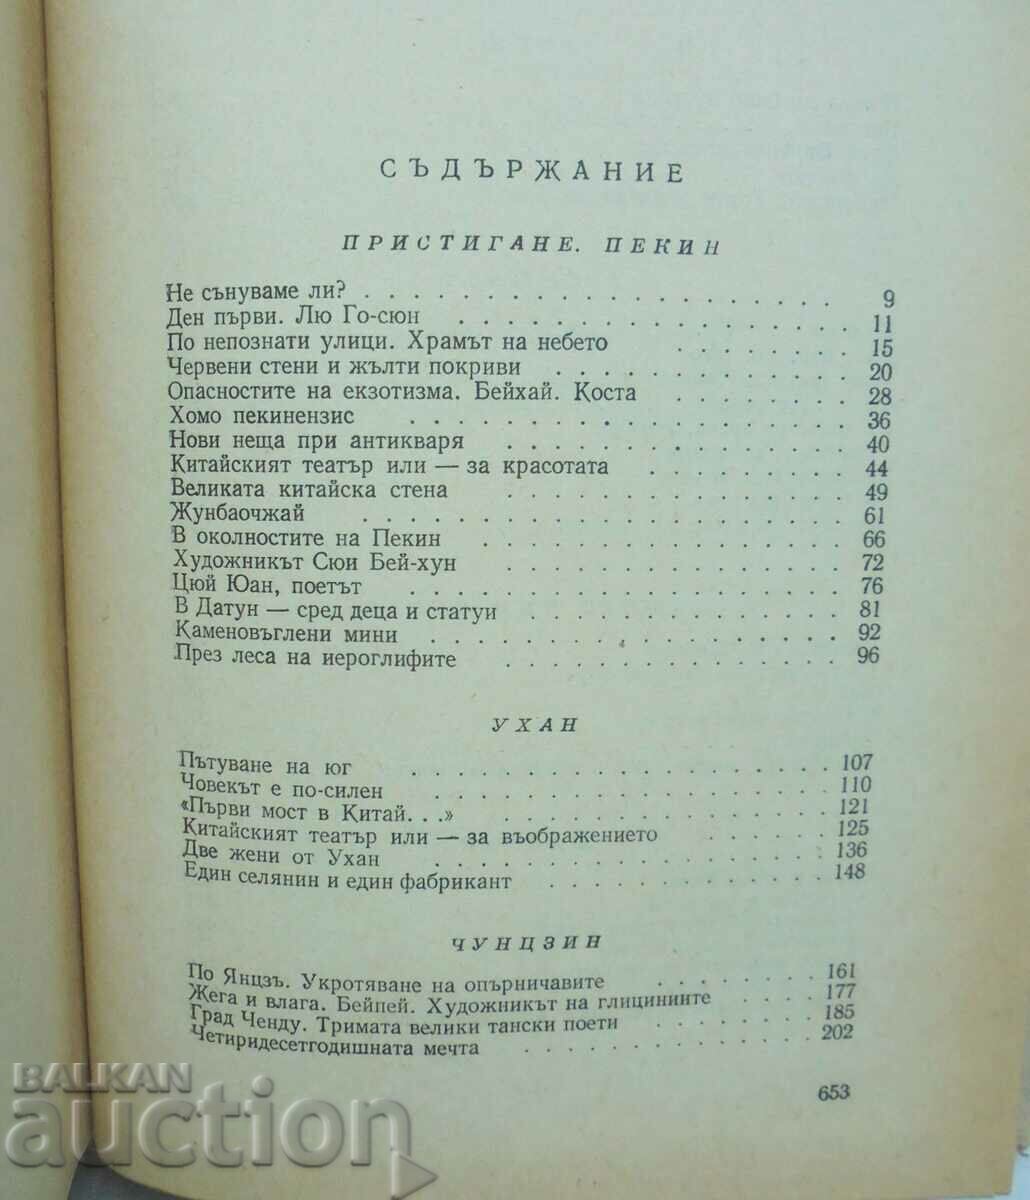 СЪДЪРЖАНИЕ
ПРИСТИГАНЕ. ПЕКИН
Не сънуваме ли? . . . . . . . . . . . . . . . . . . 9
Ден първи. Лю Го-сюн . . . . . . . . . . . . . . 11
По непознати улици. Храмът на небето . . . . . . . 15
Червени стени и жълти покриви . . . . . . . . . . . 20
Опасностите на екзотизма. Бейхай. Коста . . . . . . . 28
Хомо пекинензис . . . . . . . . . . . . . . . . 36
Нови неща при антикваря . . . . . . . . . . . . 40
Китайският театър или — за красотата . . . . . . . . 44
Великата китайска стена . . . . . . . . . . . . 49
Жунбаочжай . . . . . . . . . . . . . . . . . 61
В околностите на Пекин . . . . . . . . . . . . . 66
Художникът Сюи Бей-хун . . . . . . . . . . . . 72
Цюй Юан, поетът . . . . . . . . . . . . . . . 76
В Датун — сред деца и статуи . . . . . . . . . . . 81
Каменовъглени мини . . . . . . . . . . . . . . 92
През леса на иероглифите . . . . . . . . . . . . 96
УХАН
Пътуване на юг . . . . . . . . . . . . . . . 107
Човекът е по-силен . . . . . . . . . . . . . . 110
«Първи мост в Китай. . .» . . . . . . . . . . . . 121
Китайският театър или — за въображението . . . . . . 125
Две жени от Ухан . . . . . . . . . . . . . . . 136
Един селянин и един фабрикант . . . . . . . . . . 148
ЧУНЦЗИН
По Янцзъ. Укротяване на опърничавите . . . . . . . 161
Жега и влага. Бейпей. Художникът на глициниите . . . . 177
Град Ченду. Тримата велики тански поети . . . . . . . 185
Четиридесетгодишната мечта . . . . . . . . . . . 202
653
BALKAN
auction